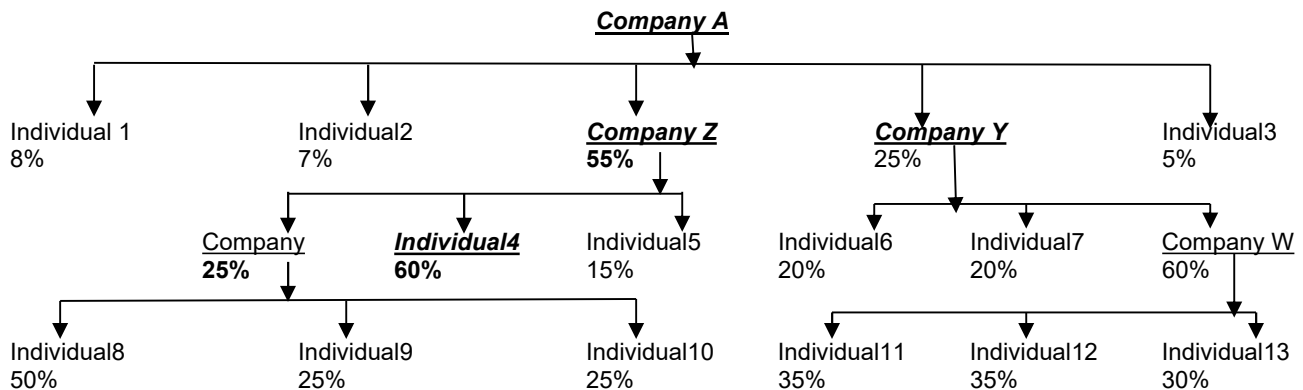 Company A
Individual 1 Individual2 Company Z Company Y Individual3
8% 7% 55% 25% 5%
Company Individual4 Individual5 Individual6 Individual7 Company W
25% 60% 15% 20% 20% 60%
Individual8 Individual9 Individual10 Individual11 Individual12 Individual13
50% 25% 25% 35% 35% 30%